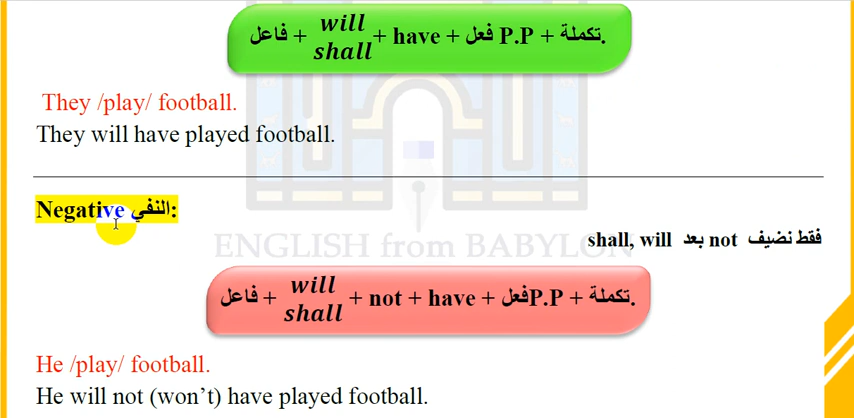 فاعل + will/shall + have + فعل P.P + تكملة.
They /play/ football.
They will have played football.
Negative النفي:
فقط نضيف not بعد shall, will
ENGLISH from BABYLON
فاعل + will/shall + not + have + فعل P.P + تكملة.
He /play/ football.
He will not (won’t) have played football.